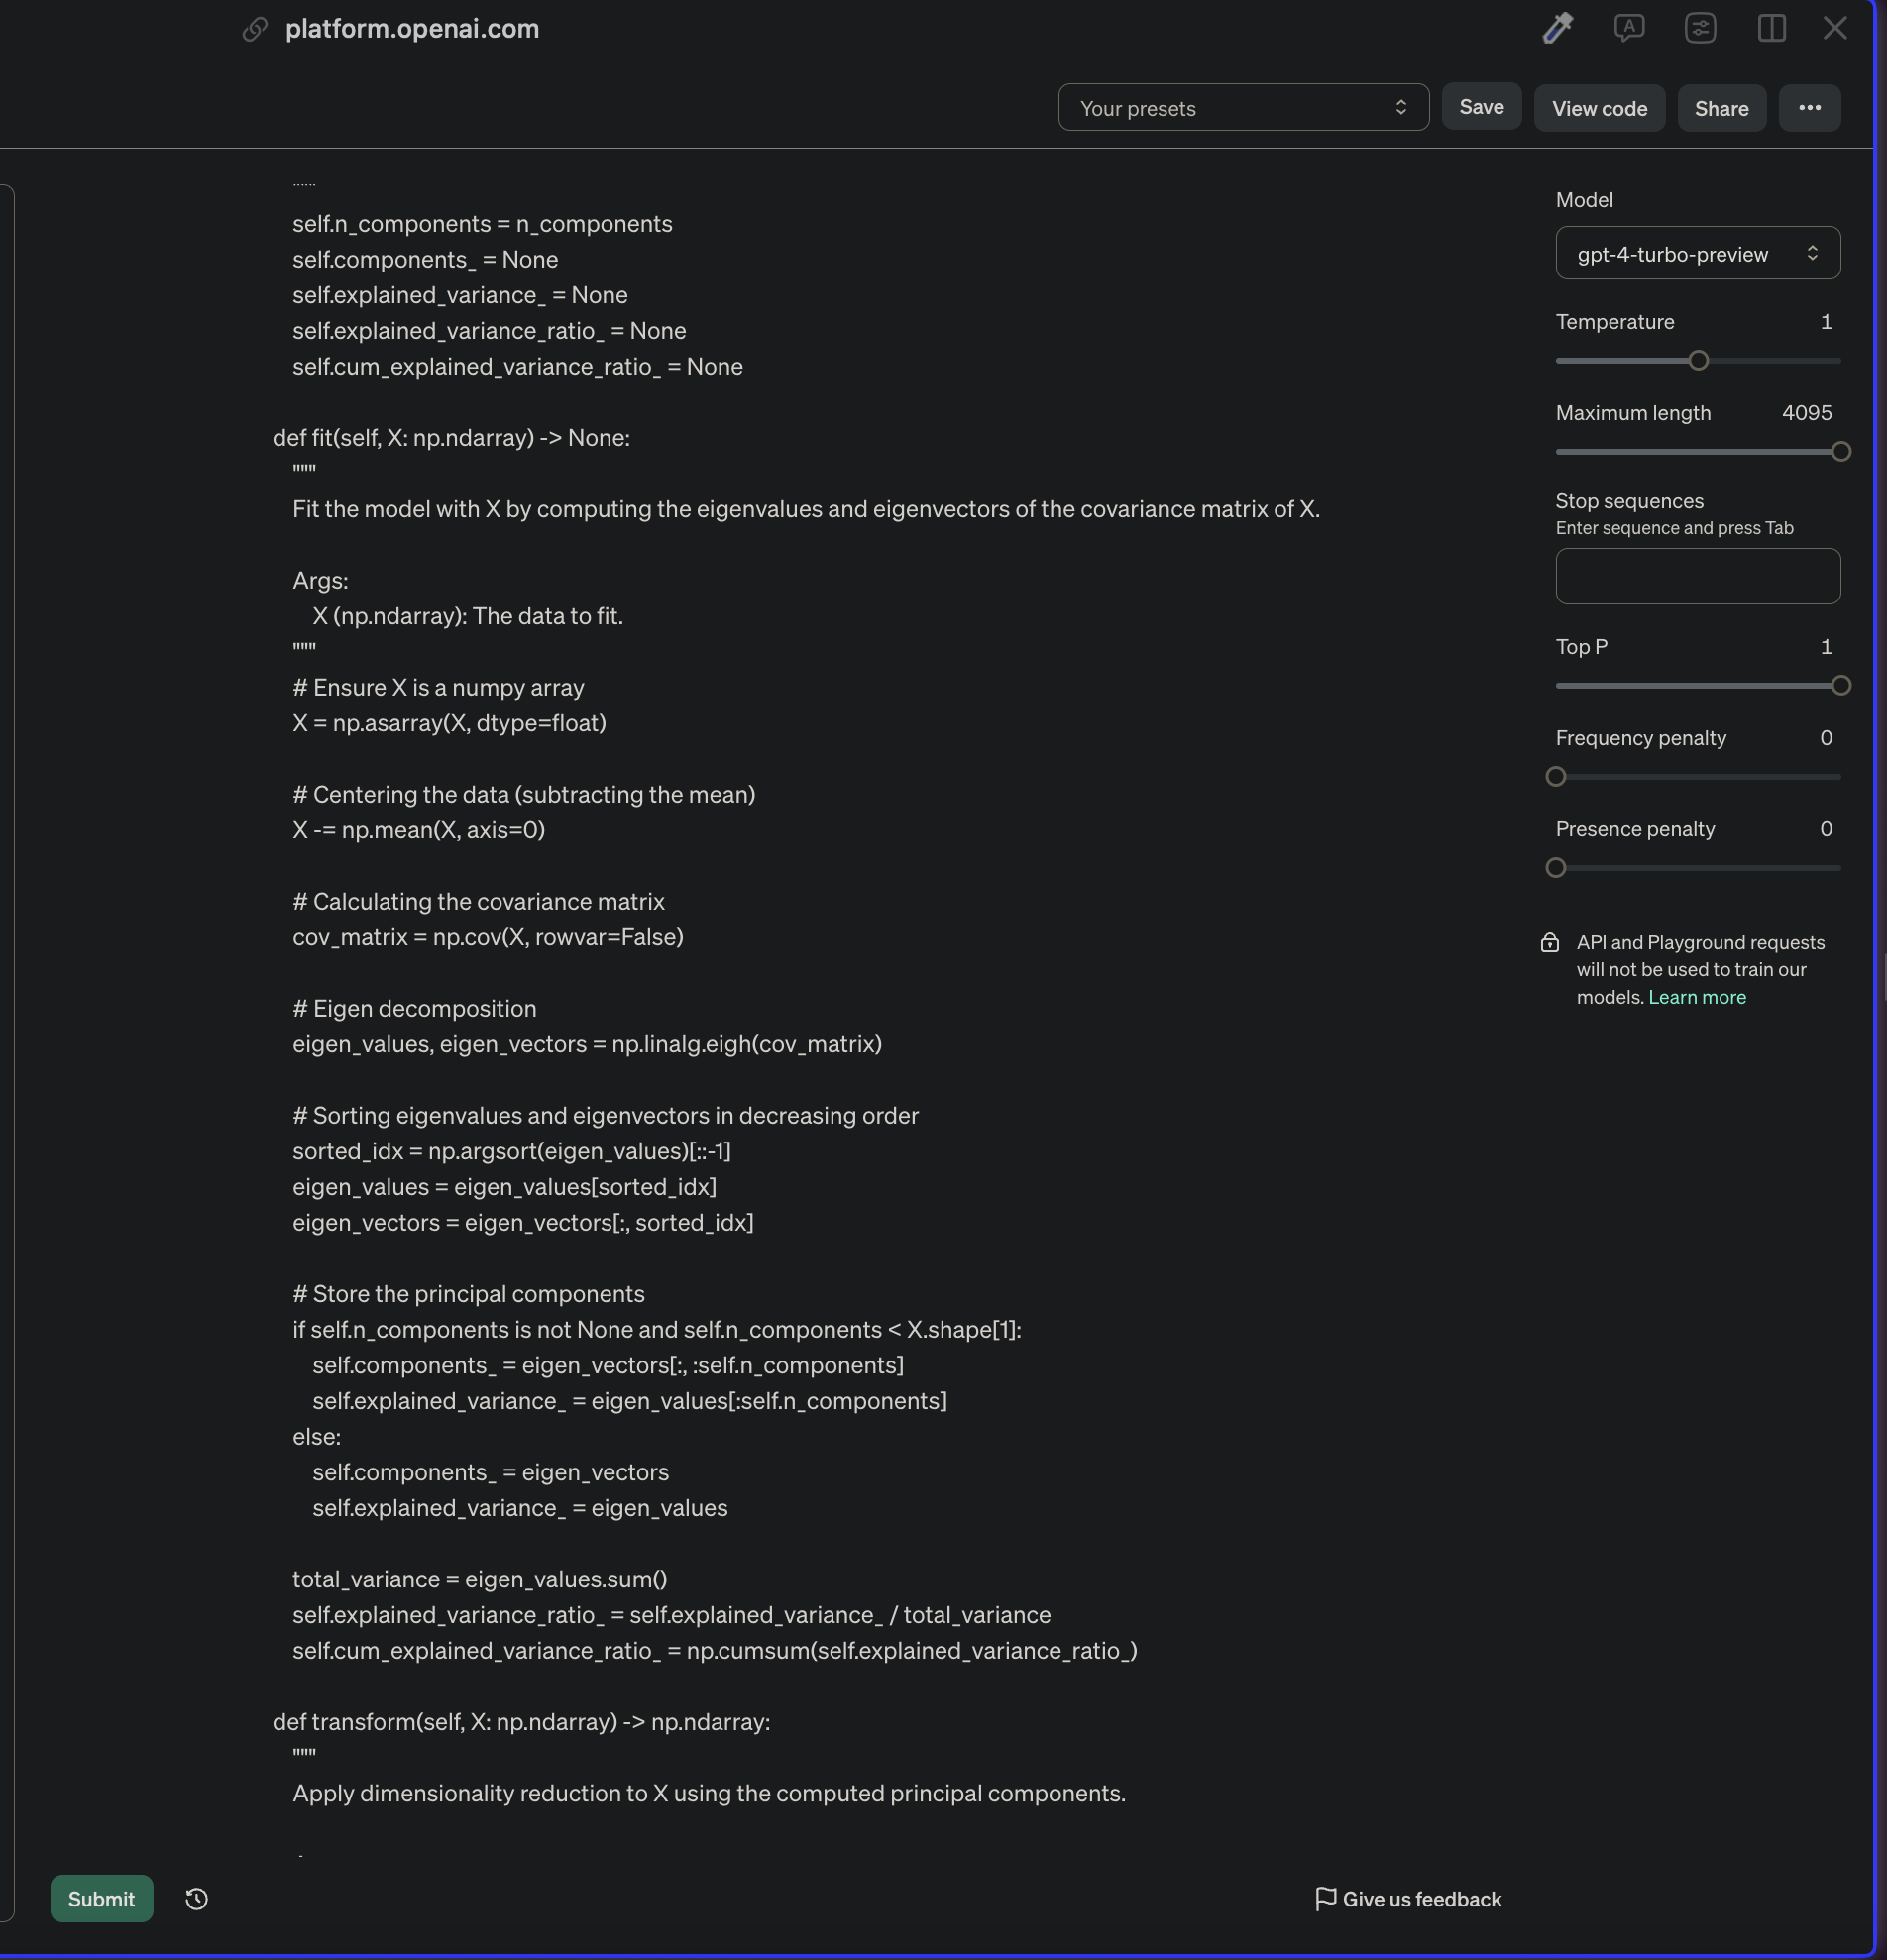 platform.openai.com
Your presets
Save
View code
Share
self.n_components = n_components
self.components_ = None
self.explained_variance_ = None
self.explained_variance_ratio_ = None
self.cum_explained_variance_ratio_ = None
def fit(self, X: np.ndarray) -> None:
"""
Fit the model with X by computing the eigenvalues and eigenvectors of the covariance matrix of X.
Args:
X (np.ndarray): The data to fit.
"""
# Ensure X is a numpy array
X = np.asarray(X, dtype=float)
# Centering the data (subtracting the mean)
X -= np.mean(X, axis=0)
# Calculating the covariance matrix
cov_matrix = np.cov(X, rowvar=False)
# Eigen decomposition
eigen_values, eigen_vectors = np.linalg.eigh(cov_matrix)
# Sorting eigenvalues and eigenvectors in decreasing order
sorted_idx = np.argsort(eigen_values)[::-1]
eigen_values = eigen_values[sorted_idx]
eigen_vectors = eigen_vectors[:, sorted_idx]
# Store the principal components
if self.n_components is not None and self.n_components < X.shape[1]:
self.components_ = eigen_vectors[:, :self.n_components]
self.explained_variance_ = eigen_values[:self.n_components]
else:
self.components_ = eigen_vectors
self.explained_variance_ = eigen_values
total_variance = eigen_values.sum()
self.explained_variance_ratio_ = self.explained_variance_ / total_variance
self.cum_explained_variance_ratio_ = np.cumsum(self.explained_variance_ratio_)
def transform(self, X: np.ndarray) -> np.ndarray:
"""
Apply dimensionality reduction to X using the computed principal components.
Model
gpt-4-turbo-preview
Temperature 1
Maximum length 4095
Stop sequences
Enter sequence and press Tab
Top P 1
Frequency penalty 0
Presence penalty 0
API and Playground requests
will not be used to train our
models. Learn more
Submit
Give us feedback